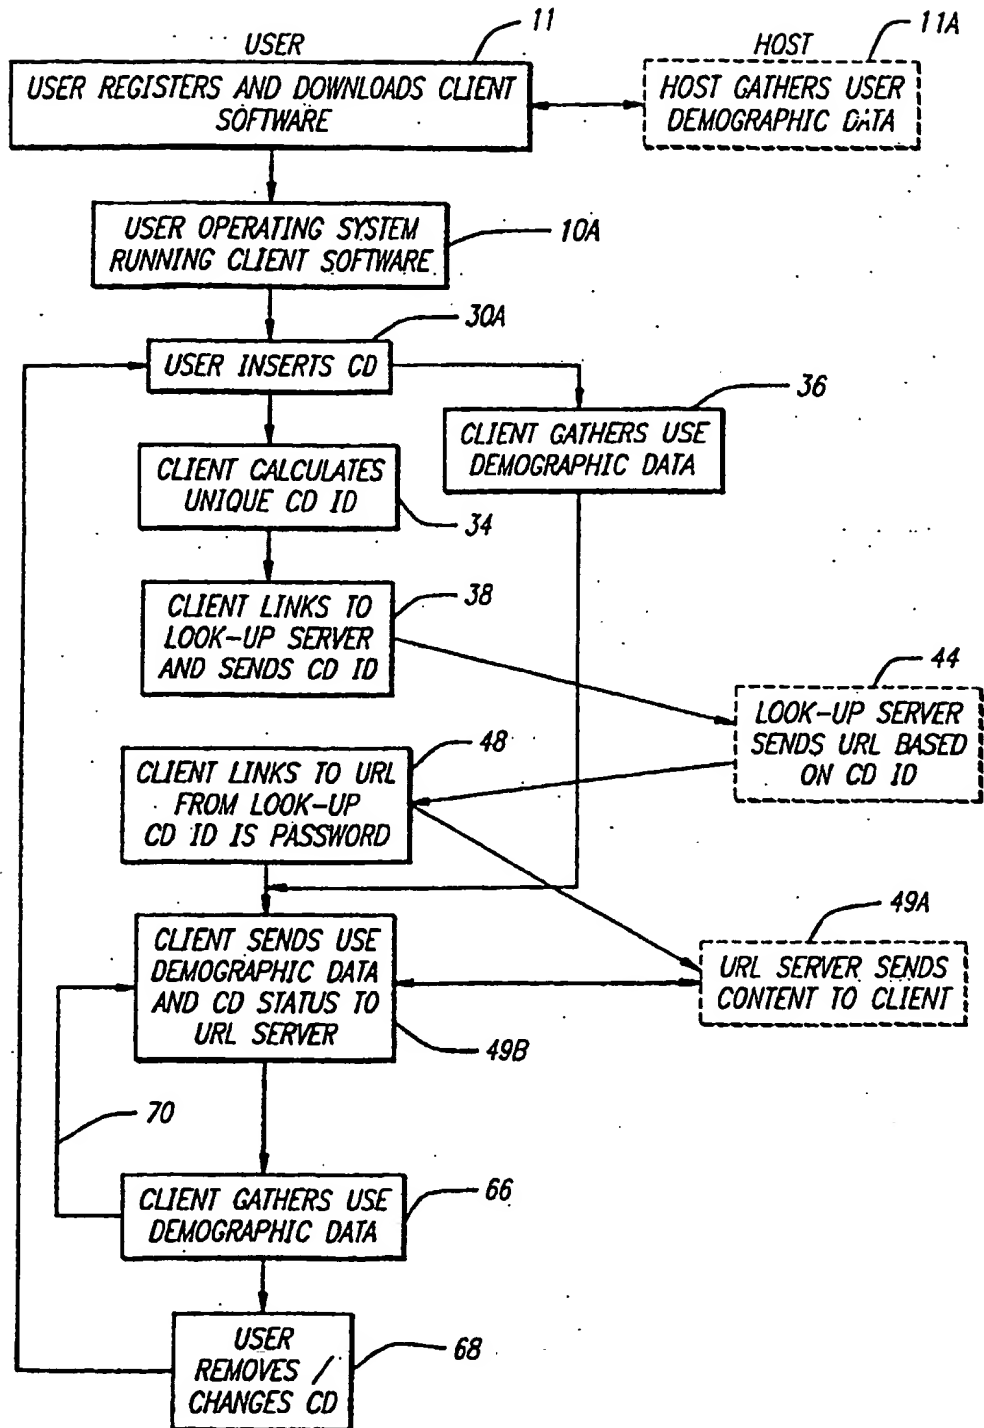 11
11A
USER
HOST
USER REGISTERS AND DOWNLOADS CLIENT
SOFTWARE
HOST GATHERS USER
DEMOGRAPHIC DATA
USER OPERATING SYSTEM
RUNNING CLIENT SOFTWARE
10A
30A
USER INSERTS CD
36
CLIENT GATHERS USE
DEMOGRAPHIC DATA
CLIENT CALCULATES
UNIQUE CD ID
34
CLIENT LINKS TO
LOOK-UP SERVER
AND SENDS CD ID
38
44
LOOK-UP SERVER
SENDS URL BASED
ON CD ID
48
CLIENT LINKS TO URL
FROM LOOK-UP
CD ID IS PASSWORD
49A
URL SERVER SENDS
CONTENT TO CLIENT
CLIENT SENDS USE
DEMOGRAPHIC DATA
AND CD STATUS TO
URL SERVER
49B
70
66
CLIENT GATHERS USE
DEMOGRAPHIC DATA
USER
REMOVES /
CHANGES CD
68